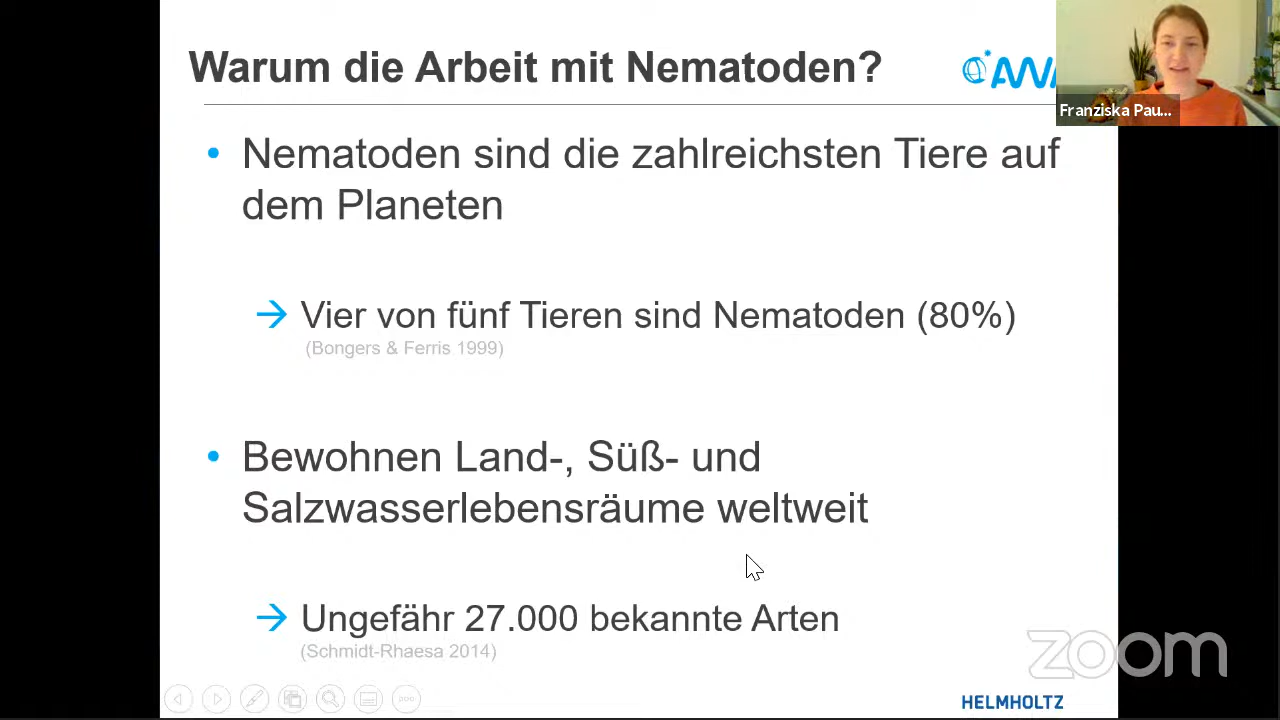 Warum die Arbeit mit Nematoden?
Franziska Pau...
Nematoden sind die zahlreichsten Tiere auf
dem Planeten
Vier von fünf Tieren sind Nematoden (80%)
(Bongers & Ferris 1999)
Bewohnen Land-, Süß- und
Salzwasserlebensräume weltweit
Ungefähr 27.000 bekannte Arten
(Schmidt-Rhaesa 2014)
zoom
HELMHOLTZ